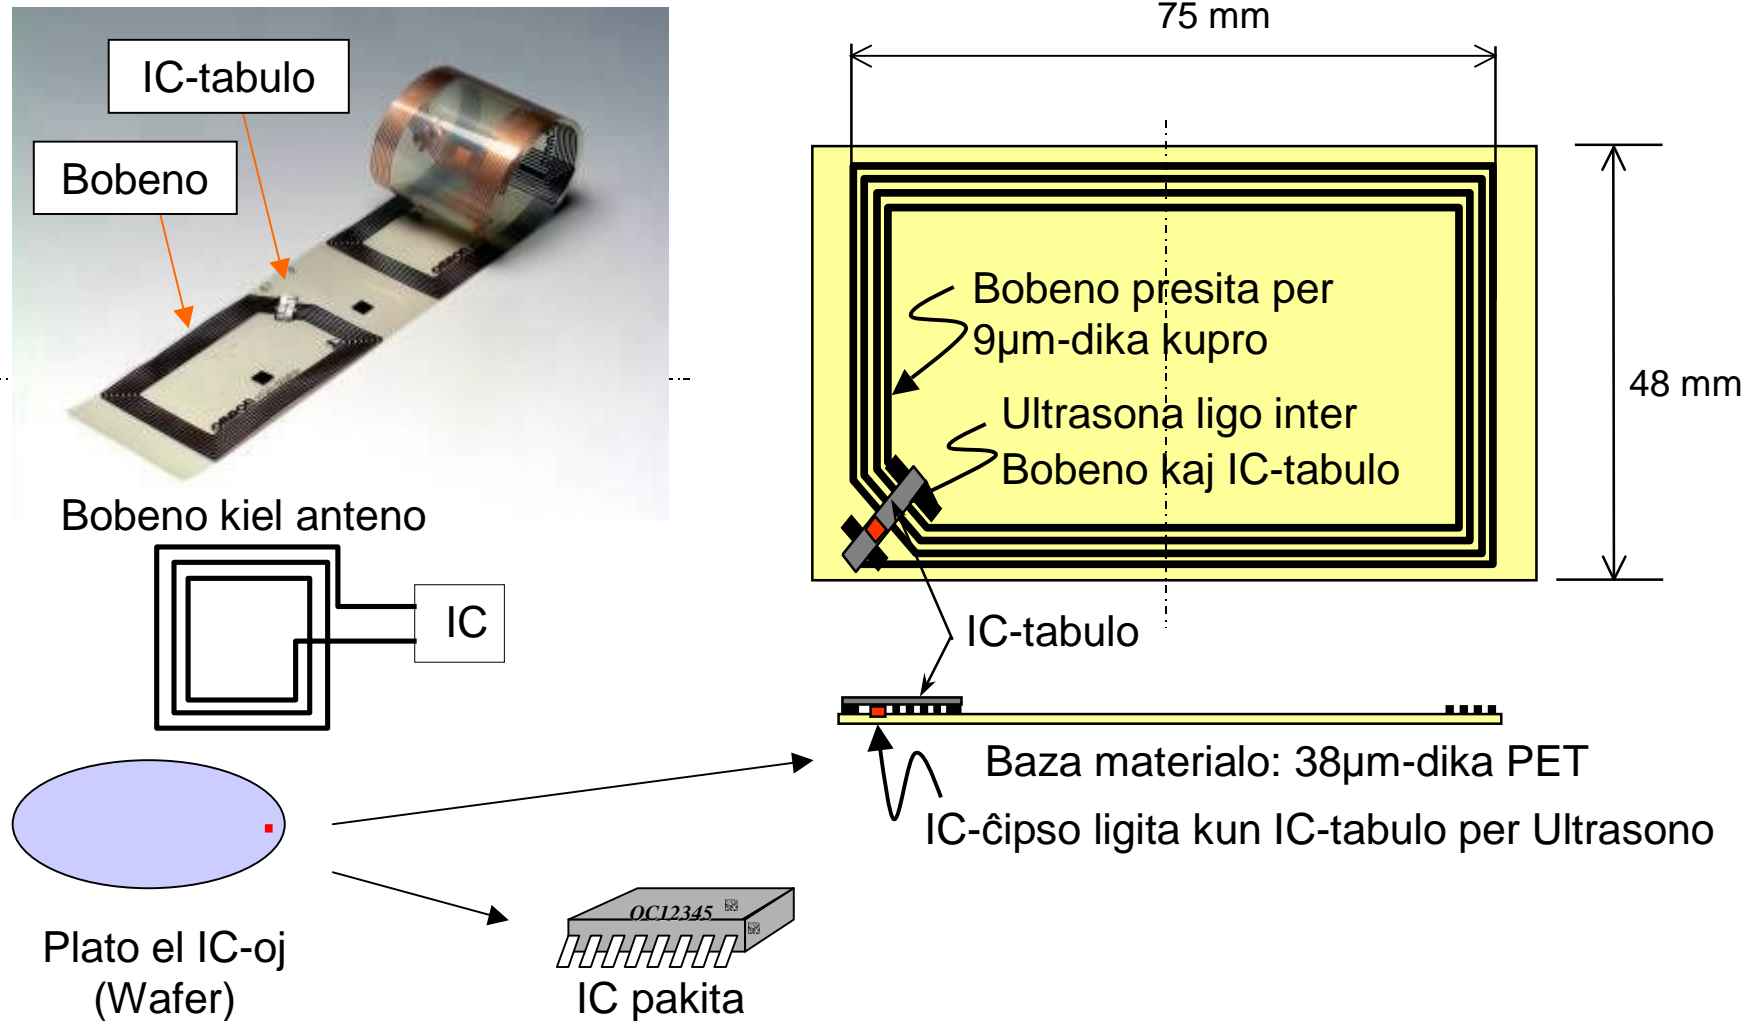 75 mm
IC-tabulo
Bobeno
Bobeno presita per
9µm-dika kupro
48 mm
Ultrasona ligo inter
Bobeno kaj IC-tabulo
Bobeno kiel anteno
IC
IC-tabulo
Baza materialo: 38µm-dika PET
IC-ĉipso ligita kun IC-tabulo per Ultrasono
OC12345
Plato el IC-oj
(Wafer)
IC pakita